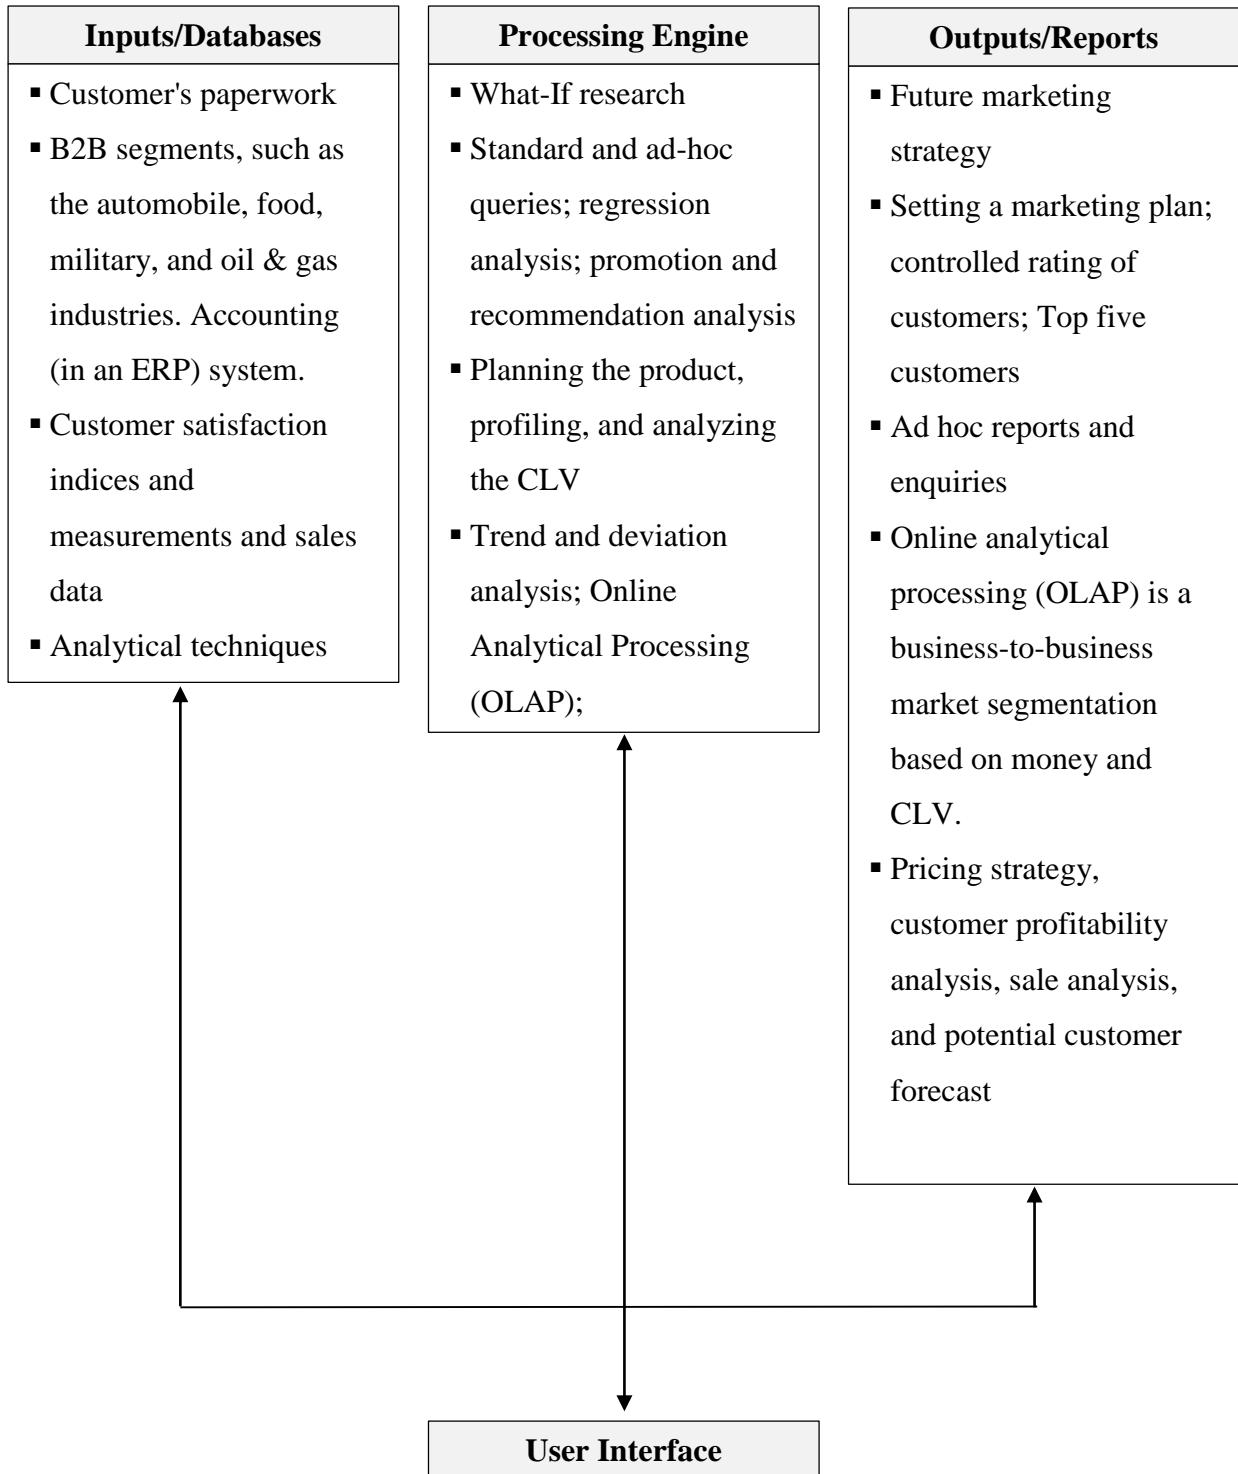 Inputs/Databases
▪ Customer's paperwork
▪ B2B segments, such as
the automobile, food,
military, and oil & gas
industries. Accounting
(in an ERP) system.
▪ Customer satisfaction
indices and
measurements and sales
data
▪ Analytical techniques
Processing Engine
▪ What-If research
▪ Standard and ad-hoc
queries; regression
analysis; promotion and
recommendation analysis
▪ Planning the product,
profiling, and analyzing
the CLV
▪ Trend and deviation
analysis; Online
Analytical Processing
(OLAP);
Outputs/Reports
▪ Future marketing
strategy
▪ Setting a marketing plan;
controlled rating of
customers; Top five
customers
▪ Ad hoc reports and
enquiries
▪ Online analytical
processing (OLAP) is a
business-to-business
market segmentation
based on money and
CLV.
▪ Pricing strategy,
customer profitability
analysis, sale analysis,
and potential customer
forecast
User Interface